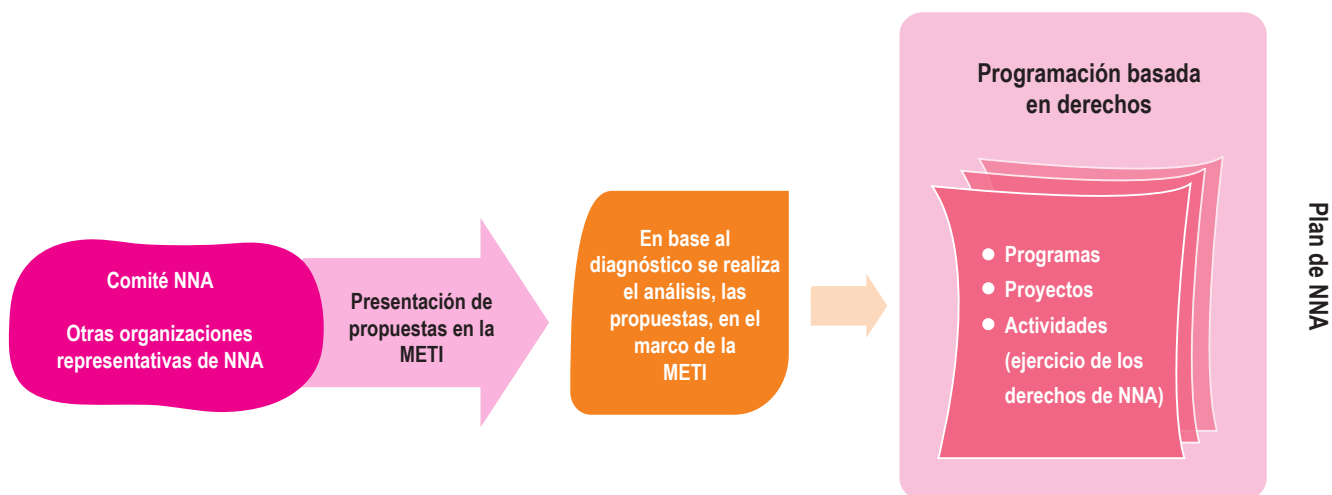 Comité NNA
Otras organizaciones
representativas de NNA
Presentación de
propuestas en la
METI
En base al
diagnóstico se realiza
el análisis, las
propuestas, en el
marco de la
METI
Programación basada
en derechos
● Programas
● Proyectos
● Actividades
(ejercicio de los
derechos de NNA)
Plan de NNA